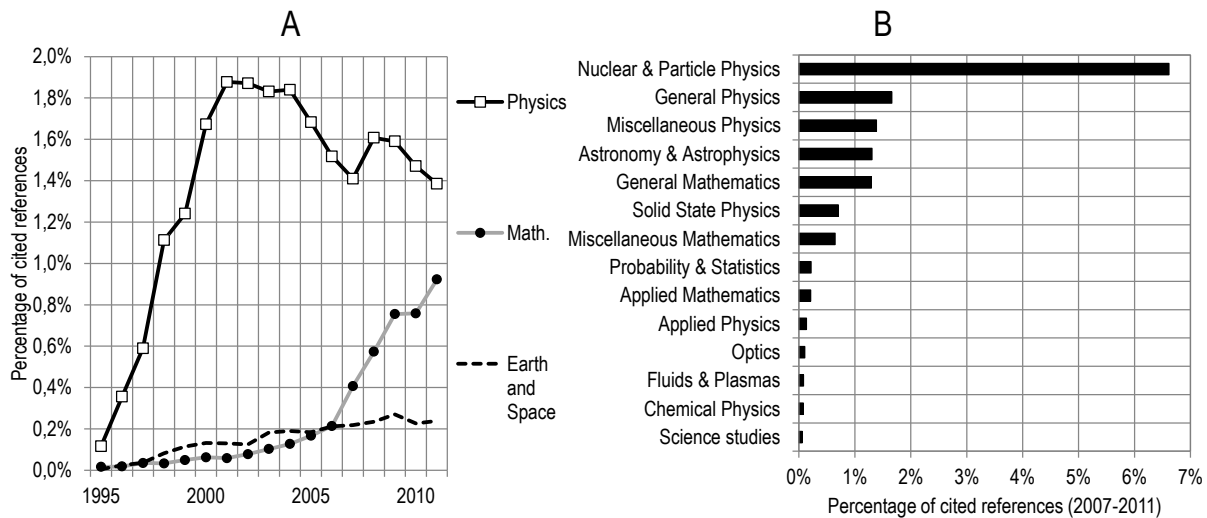 A
2,0%
1,8%
1,6%
1,4%
1,2%
1,0%
0,8%
0,6%
0,4%
0,2%
0,0%
Percentage of cited references
1995
2000
2005
2010
Physics
Math.
Earth
and
Space
B
Nuclear & Particle Physics
General Physics
Miscellaneous Physics
Astronomy & Astrophysics
General Mathematics
Solid State Physics
Miscellaneous Mathematics
Probability & Statistics
Applied Mathematics
Applied Physics
Optics
Fluids & Plasmas
Chemical Physics
Science studies
0%
1%
2%
3%
4%
5%
6%
7%
Percentage of cited references (2007-2011)